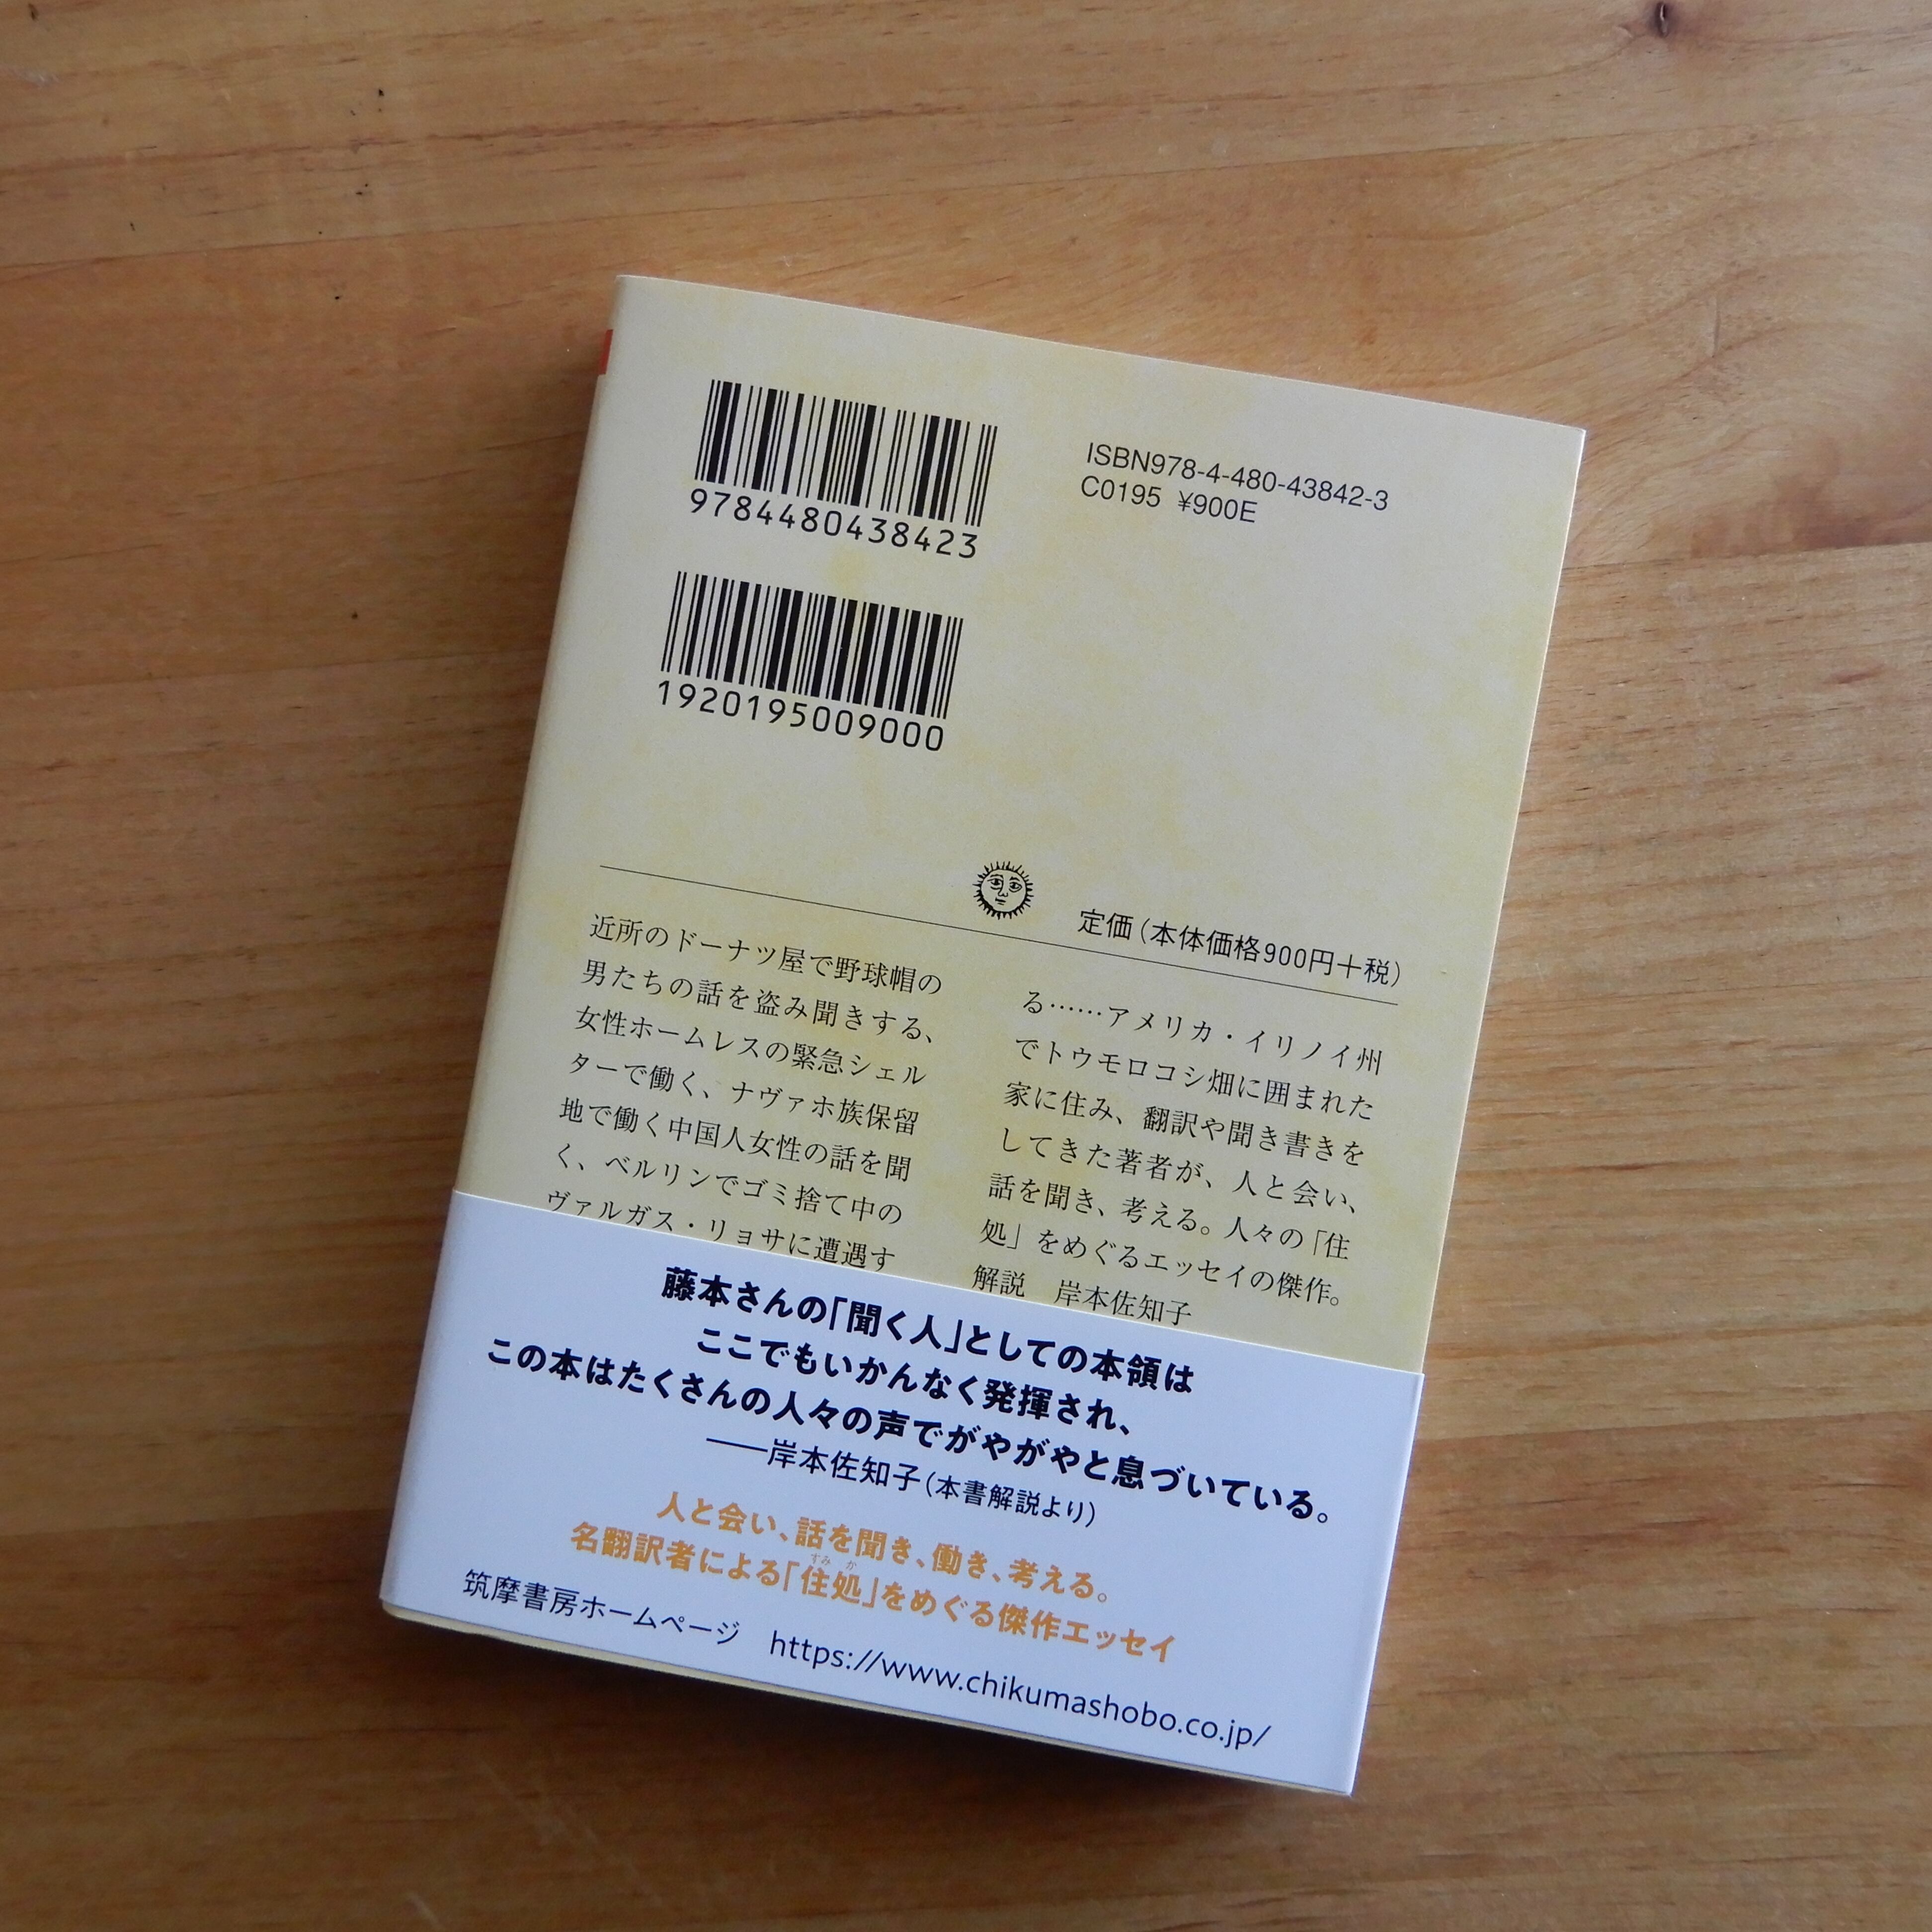 9784480438423
ISBN978-4-480-43842-3
C0195 ¥900E
1920195009000
定価(本体価格900円+税)
近所のドーナツ屋で野球帽の
男たちの話を盗み聞きする、
女性ホームレスの緊急シェル
ターで働く、ナヴァホ族保留
地で働く中国人女性の話を聞
く、ベルリンでゴミ捨て中の
ヴァルガス・リョサに遭遇す
る……アメリカ・イリノイ州
でトウモロコシ畑に囲まれた
家に住み、翻訳や聞き書きを
してきた著者が、人と会い、
話を聞き、考える。人々の「住
処」をめぐるエッセイの傑作。
解説　岸本佐知子
藤本さんの「聞く人」としての本領は
ここでもいかんなく発揮され、
この本はたくさんの人々の声でがやがやと息づいている。
──岸本佐知子(本書解説より)
人と会い、話を聞き、働き、考える。
名翻訳者による「住処」をめぐる傑作エッセイ
すみか
筑摩書房ホームページ　https://www.chikumashobo.co.jp/